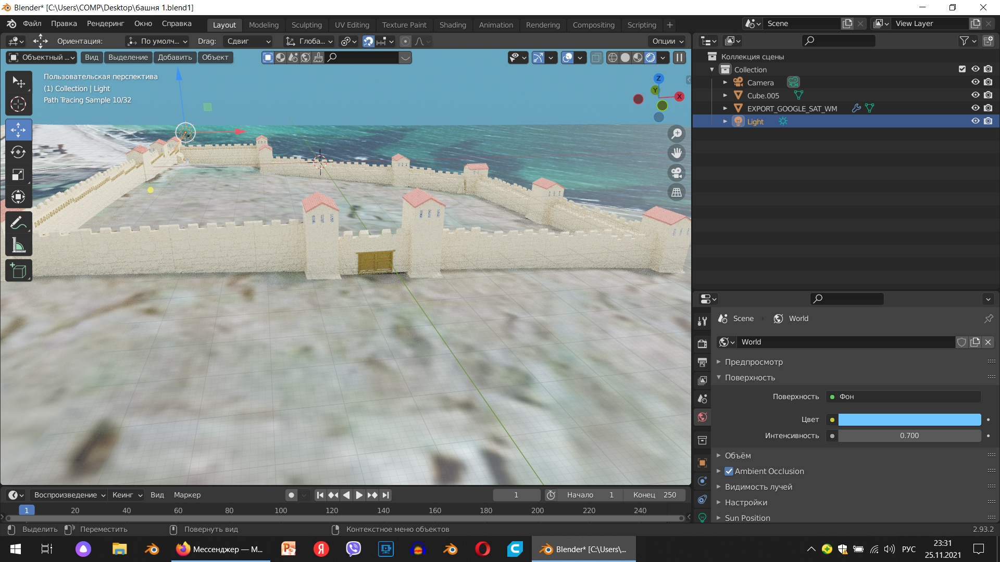 Blender* [C:\Users\COMP\Desktop\башня 1.blend1]
Файл Правка Рендеринг Окно Справка Layout Modeling Sculpting UV Editing Texture Paint Shading Animation Rendering Compositing Scripting + Scene View Layer
Ориентация: По умолч... Drag: Сдвиг Глоба... Опции
Объектный ... Вид Выделение Добавить Объект
Пользовательская перспектива
(1) Collection | Light
Path Tracing Sample 10/32
Z
Y
X
Коллекция сцены
Collection
Camera
Cube.005
EXPORT_GOOGLE_SAT_WM
Light
Scene World
World
Предпросмотр
Поверхность
Поверхность Фон
Цвет
Интенсивность 0.700
Объём
Ambient Occlusion
Видимость лучей
Настройки
Sun Position
Воспроизведение Кеинг Вид Маркер 1 Начало 1 Конец 250
1 20 40 60 80 100 120 140 160 180 200 220 240
Выделить Переместить Повернуть вид Контекстное меню объектов 2.93.2
Мессенджер — М... Blender* [C:\Users\... РУС 23:31
25.11.2021